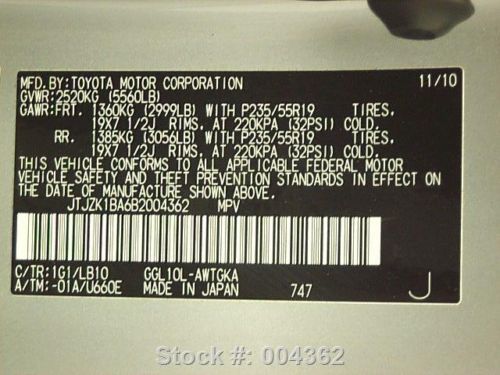 MFD.BY:TOYOTA MOTOR CORPORATION 11/10
GVWR:2520KG (5560LB)
GAWR:FRT. 1360KG (2999LB) WITH P235/55R19 TIRES,
19X7 1/2J RIMS, AT 220KPA (32PSI) COLD.
RR. 1385KG (3056LB) WITH P235/55R19 TIRES,
19X7 1/2J RIMS, AT 220KPA (32PSI) COLD.
THIS VEHICLE CONFORMS TO ALL APPLICABLE FEDERAL MOTOR
VEHICLE SAFETY AND THEFT PREVENTION STANDARDS IN EFFECT
ON THE DATE OF MANUFACTURE SHOWN ABOVE.
JTJZK1BA6B2004362 MPV
C/TR:1G1/LB10 GGL10L-AWTGKA
A/TM:-01A/U660E MADE IN JAPAN 747 J
Stock #: 004362